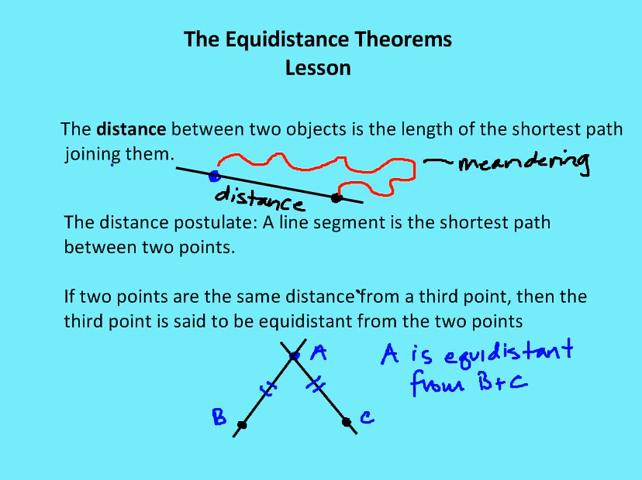 The Equidistance Theorems
Lesson
The distance between two objects is the length of the shortest path
joining them.
meandering
distance
The distance postulate: A line segment is the shortest path
between two points.
If two points are the same distance from a third point, then the
third point is said to be equidistant from the two points
A
A is equidistant
from B+C
B
C